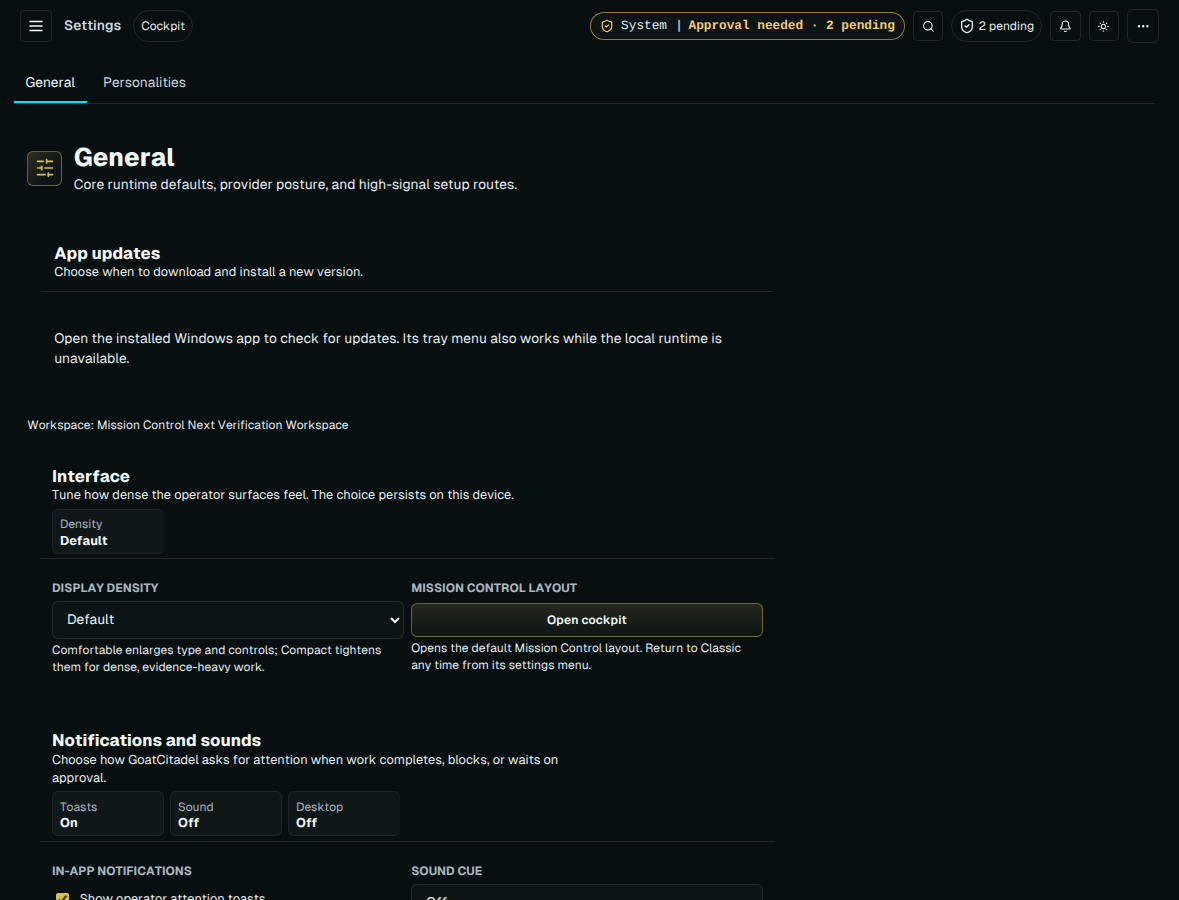 Settings
Cockpit
System | Approval needed · 2 pending
2 pending
General
Personalities
General
Core runtime defaults, provider posture, and high-signal setup routes.
App updates
Choose when to download and install a new version.
Open the installed Windows app to check for updates. Its tray menu also works while the local runtime is
unavailable.
Workspace: Mission Control Next Verification Workspace
Interface
Tune how dense the operator surfaces feel. The choice persists on this device.
Density
Default
DISPLAY DENSITY
Default
Comfortable enlarges type and controls; Compact tightens
them for dense, evidence-heavy work.
MISSION CONTROL LAYOUT
Open cockpit
Opens the default Mission Control layout. Return to Classic
any time from its settings menu.
Notifications and sounds
Choose how GoatCitadel asks for attention when work completes, blocks, or waits on
approval.
Toasts
On
Sound
Off
Desktop
Off
IN-APP NOTIFICATIONS
Show operator attention toasts
SOUND CUE
Off